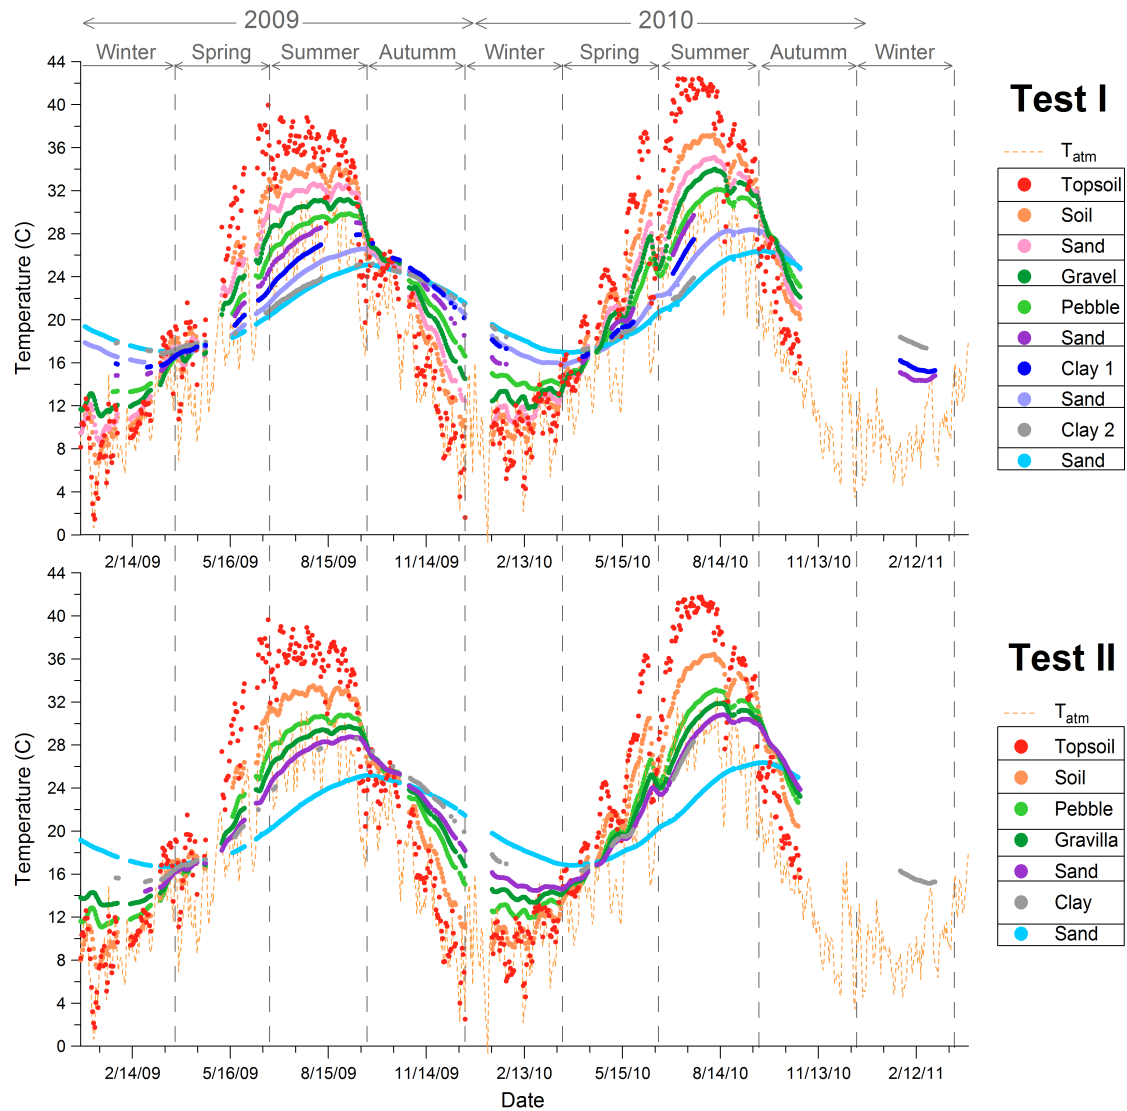 2009 2010
Winter Spring Summer Autumm Winter Spring Summer Autumm Winter
44
40
36
32
28
24
20
16
12
8
4
0
Temperature (C)
2/14/09 5/16/09 8/15/09 11/14/09 2/13/10 5/15/10 8/14/10 11/13/10 2/12/11
Test I
Tatm
Topsoil
Soil
Sand
Gravel
Pebble
Sand
Clay 1
Sand
Clay 2
Sand
44
40
36
32
28
24
20
16
12
8
4
0
Temperature (C)
2/14/09 5/16/09 8/15/09 11/14/09 2/13/10 5/15/10 8/14/10 11/13/10 2/12/11
Date
Test II
Tatm
Topsoil
Soil
Pebble
Gravilla
Sand
Clay
Sand